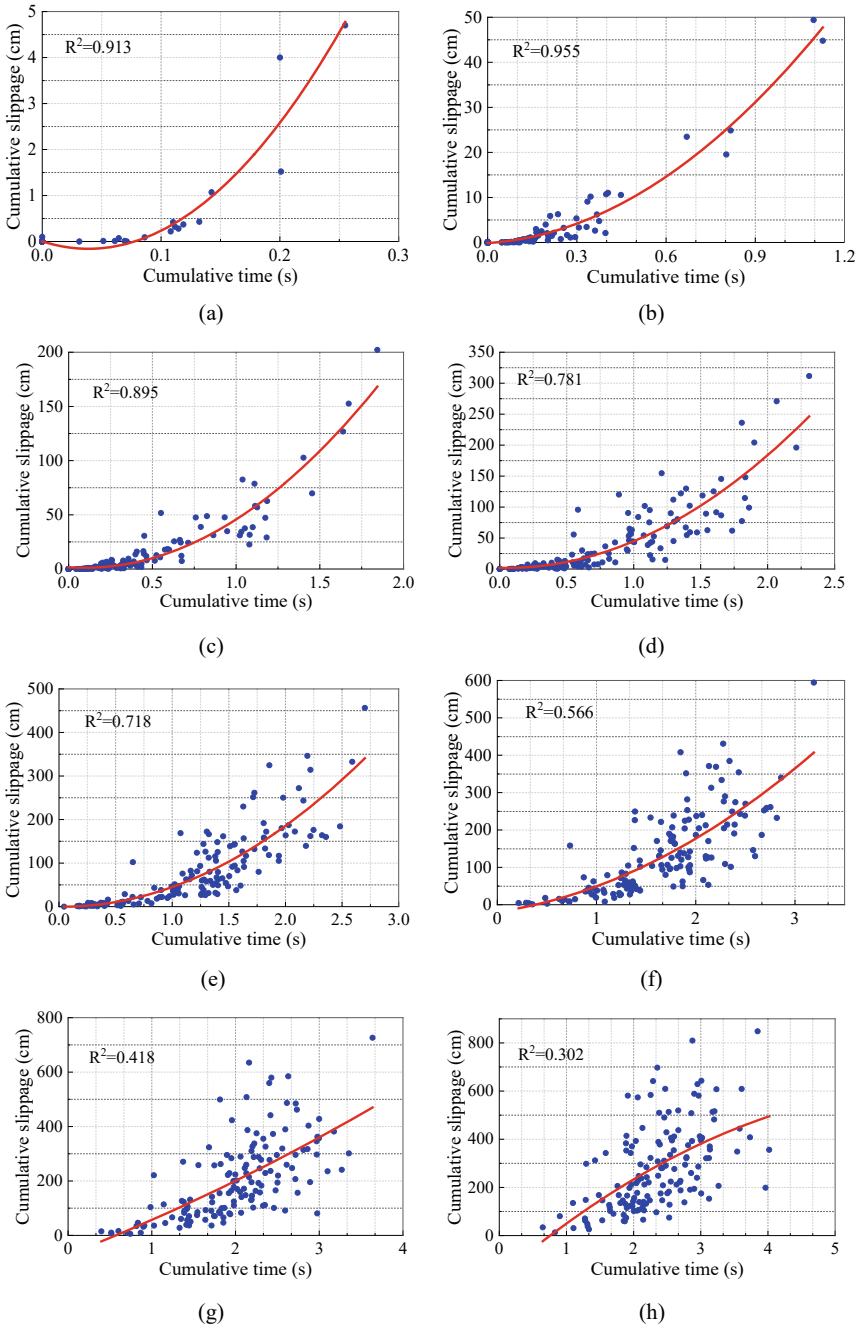 Cumulative slippage (cm)
R²=0.913
5
4
3
2
1
0
0.0
0.1
0.2
0.3
Cumulative time (s)
(a)
Cumulative slippage (cm)
R²=0.955
50
40
30
20
10
0
0.0
0.3
0.6
0.9
1.2
Cumulative time (s)
(b)
Cumulative slippage (cm)
R²=0.895
200
150
100
50
0
0.0
0.5
1.0
1.5
2.0
Cumulative time (s)
(c)
Cumulative slippage (cm)
R²=0.781
350
300
250
200
150
100
50
0
0.0
0.5
1.0
1.5
2.0
2.5
Cumulative time (s)
(d)
Cumulative slippage (cm)
R²=0.718
500
400
300
200
100
0
0.0
0.5
1.0
1.5
2.0
2.5
3.0
Cumulative time (s)
(e)
Cumulative slippage (cm)
R²=0.566
600
500
400
300
200
100
0
0
1
2
3
Cumulative time (s)
(f)
Cumulative slippage (cm)
R²=0.418
800
600
400
200
0
0
1
2
3
4
Cumulative time (s)
(g)
Cumulative slippage (cm)
R²=0.302
800
600
400
200
0
0
1
2
3
4
5
Cumulative time (s)
(h)